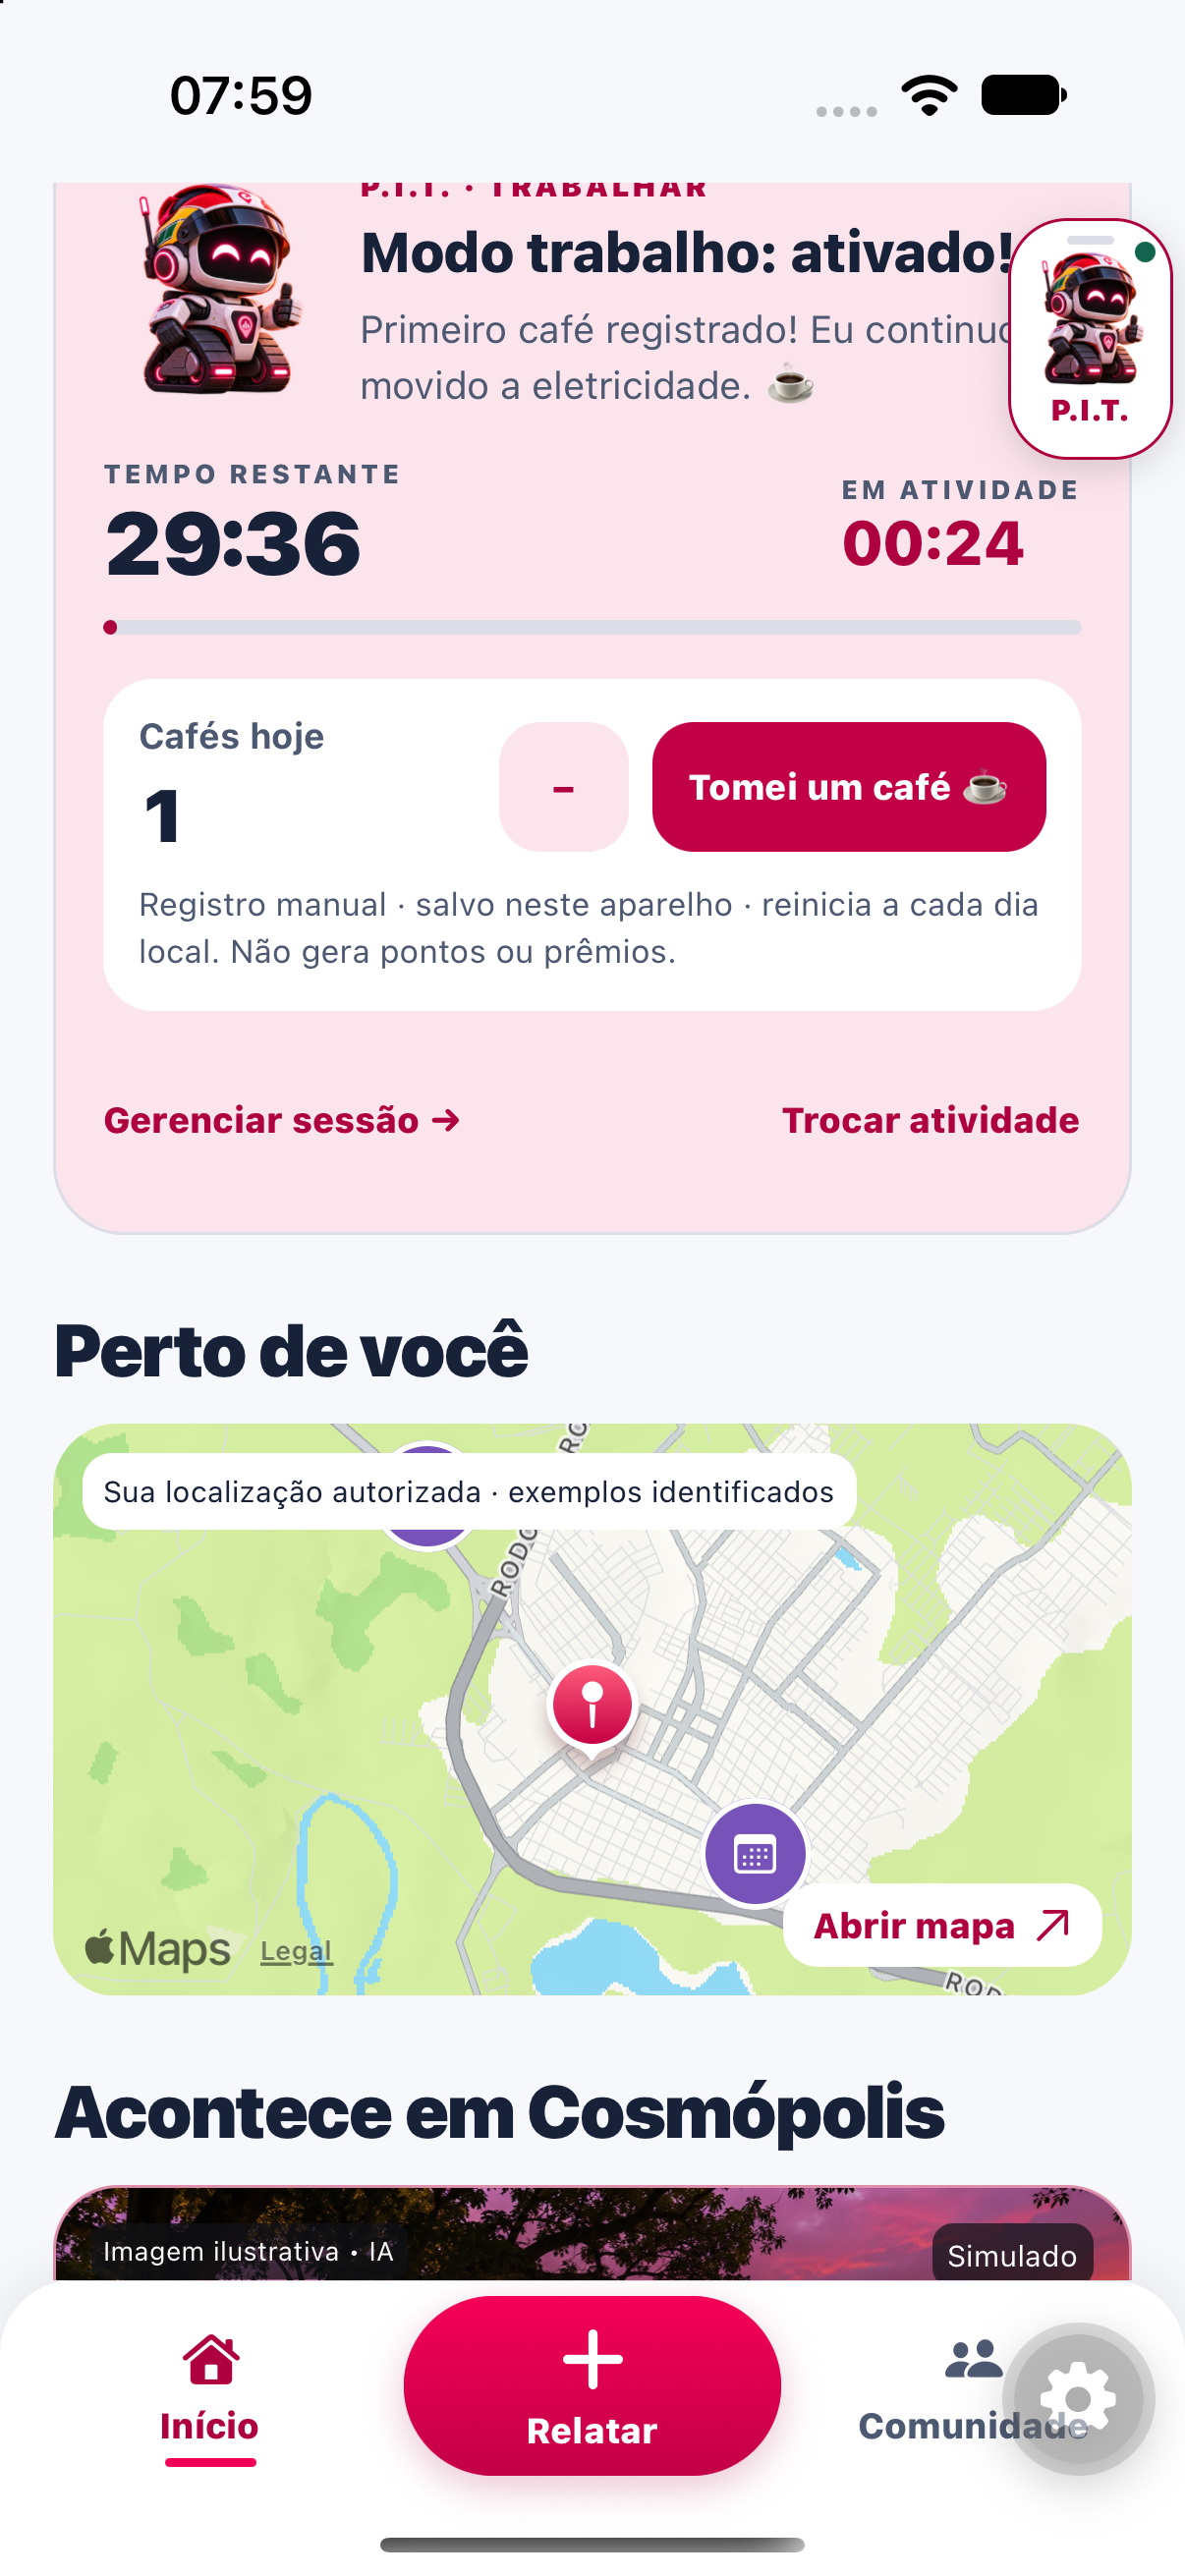 07:59
P.I.T. · TRABALHAR
Modo trabalho: ativado!
Primeiro café registrado! Eu continuo
movido a eletricidade. ☕
P.I.T.
TEMPO RESTANTE
29:36
EM ATIVIDADE
00:24
Cafés hoje
1
–
Tomei um café ☕
Registro manual · salvo neste aparelho · reinicia a cada dia
local. Não gera pontos ou prêmios.
Gerenciar sessão →
Trocar atividade
Perto de você
Sua localização autorizada · exemplos identificados
RODO
Abrir mapa ↗
Maps
Legal
ROD
Acontece em Cosmópolis
Imagem ilustrativa • IA
Simulado
Início
Relatar
Comunidade